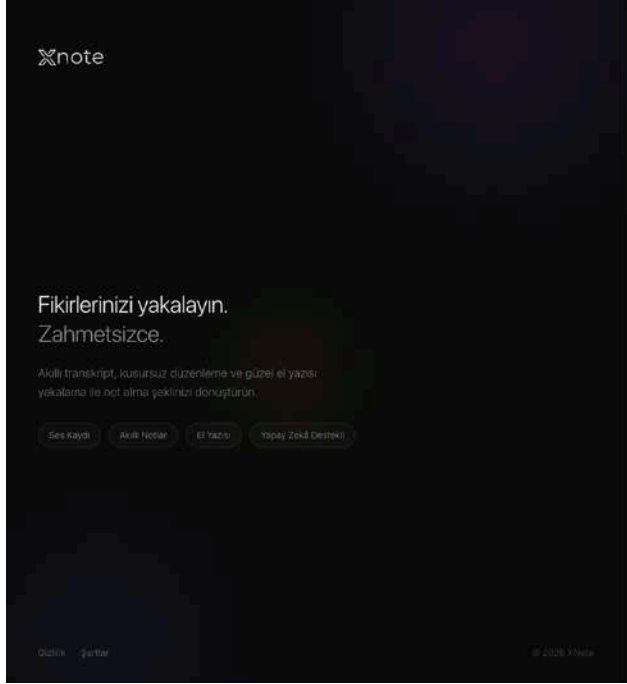 Xnote
Fikirlerinizi yakalayın.
Zahmetsizce.
Akıllı transkript, kusursuz düzenleme ve güzel el yazısı
yakalama ile not alma şeklinizi dönüştürün.
Ses Kaydı Akıllı Notlar El Yazısı Yapay Zekâ Destekli
Gizlilik Şartlar © 2026 XNote